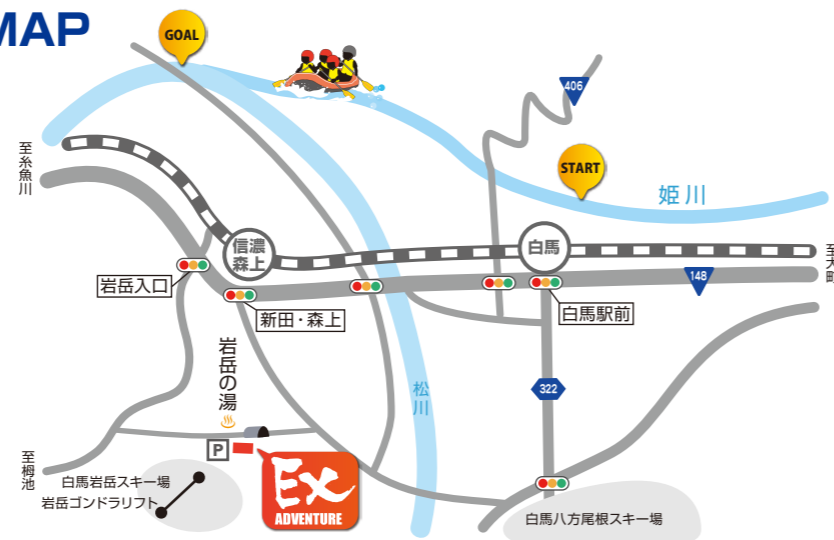 MAP
GOAL
406
START
至糸魚川
姫川
信濃
森上
白馬
至大町
岩岳入口
148
新田・森上
白馬駅前
岩岳の湯
松川
322
P
至栂池
白馬岩岳スキー場
岩岳ゴンドラリフト
Ex
ADVENTURE
白馬八方尾根スキー場